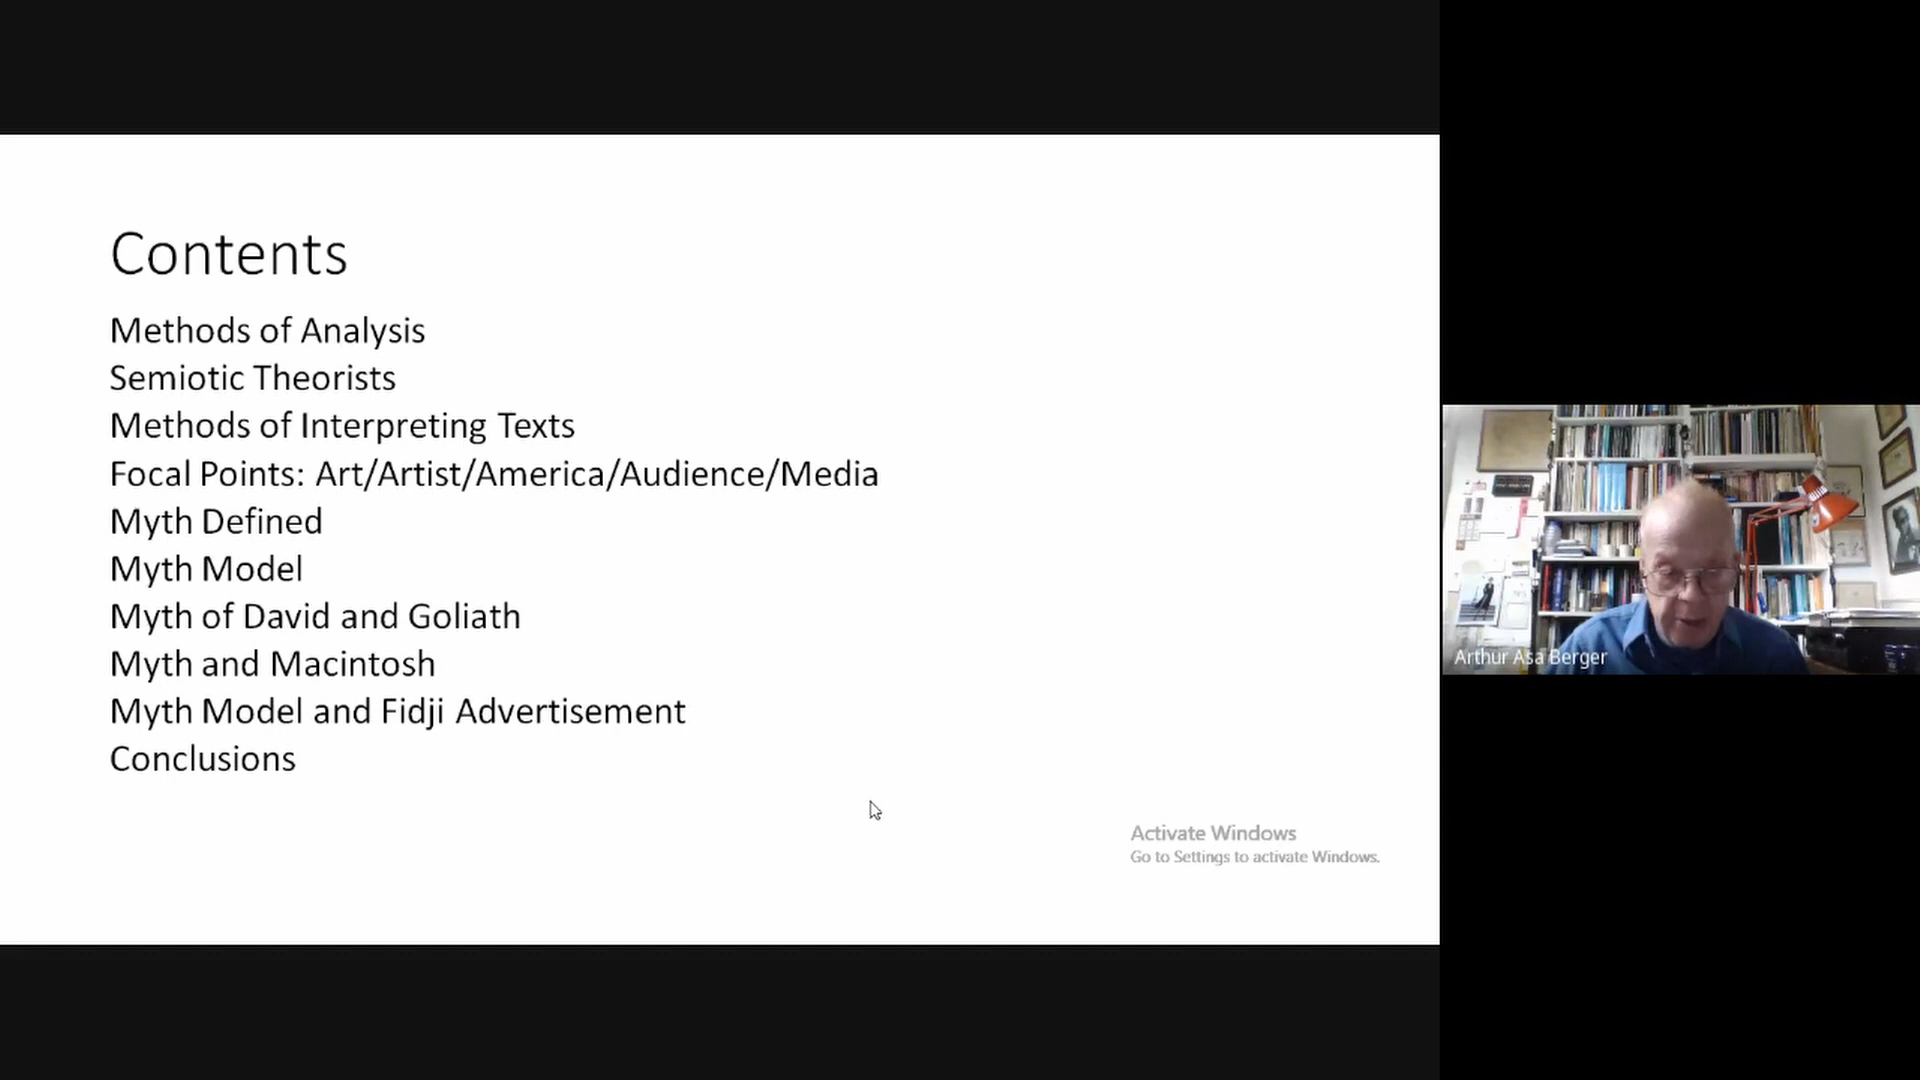 Contents
Methods of Analysis
Semiotic Theorists
Methods of Interpreting Texts
Focal Points: Art/Artist/America/Audience/Media
Myth Defined
Myth Model
Myth of David and Goliath
Myth and Macintosh
Myth Model and Fidji Advertisement
Conclusions
Activate Windows
Go to Settings to activate Windows.
Arthur Asa Berger